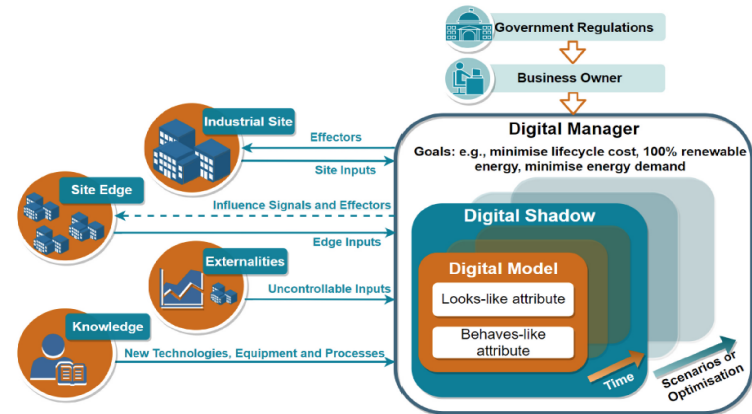 Government Regulations
Business Owner
Digital Manager
Goals: e.g., minimise lifecycle cost, 100% renewable
energy, minimise energy demand
Industrial Site
Effectors
Site Inputs
Site Edge
Influence Signals and Effectors
Edge Inputs
Externalities
Uncontrollable Inputs
Knowledge
New Technologies, Equipment and Processes
Digital Shadow
Digital Model
Looks-like attribute
Behaves-like
attribute
Time
Scenarios or
Optimisation